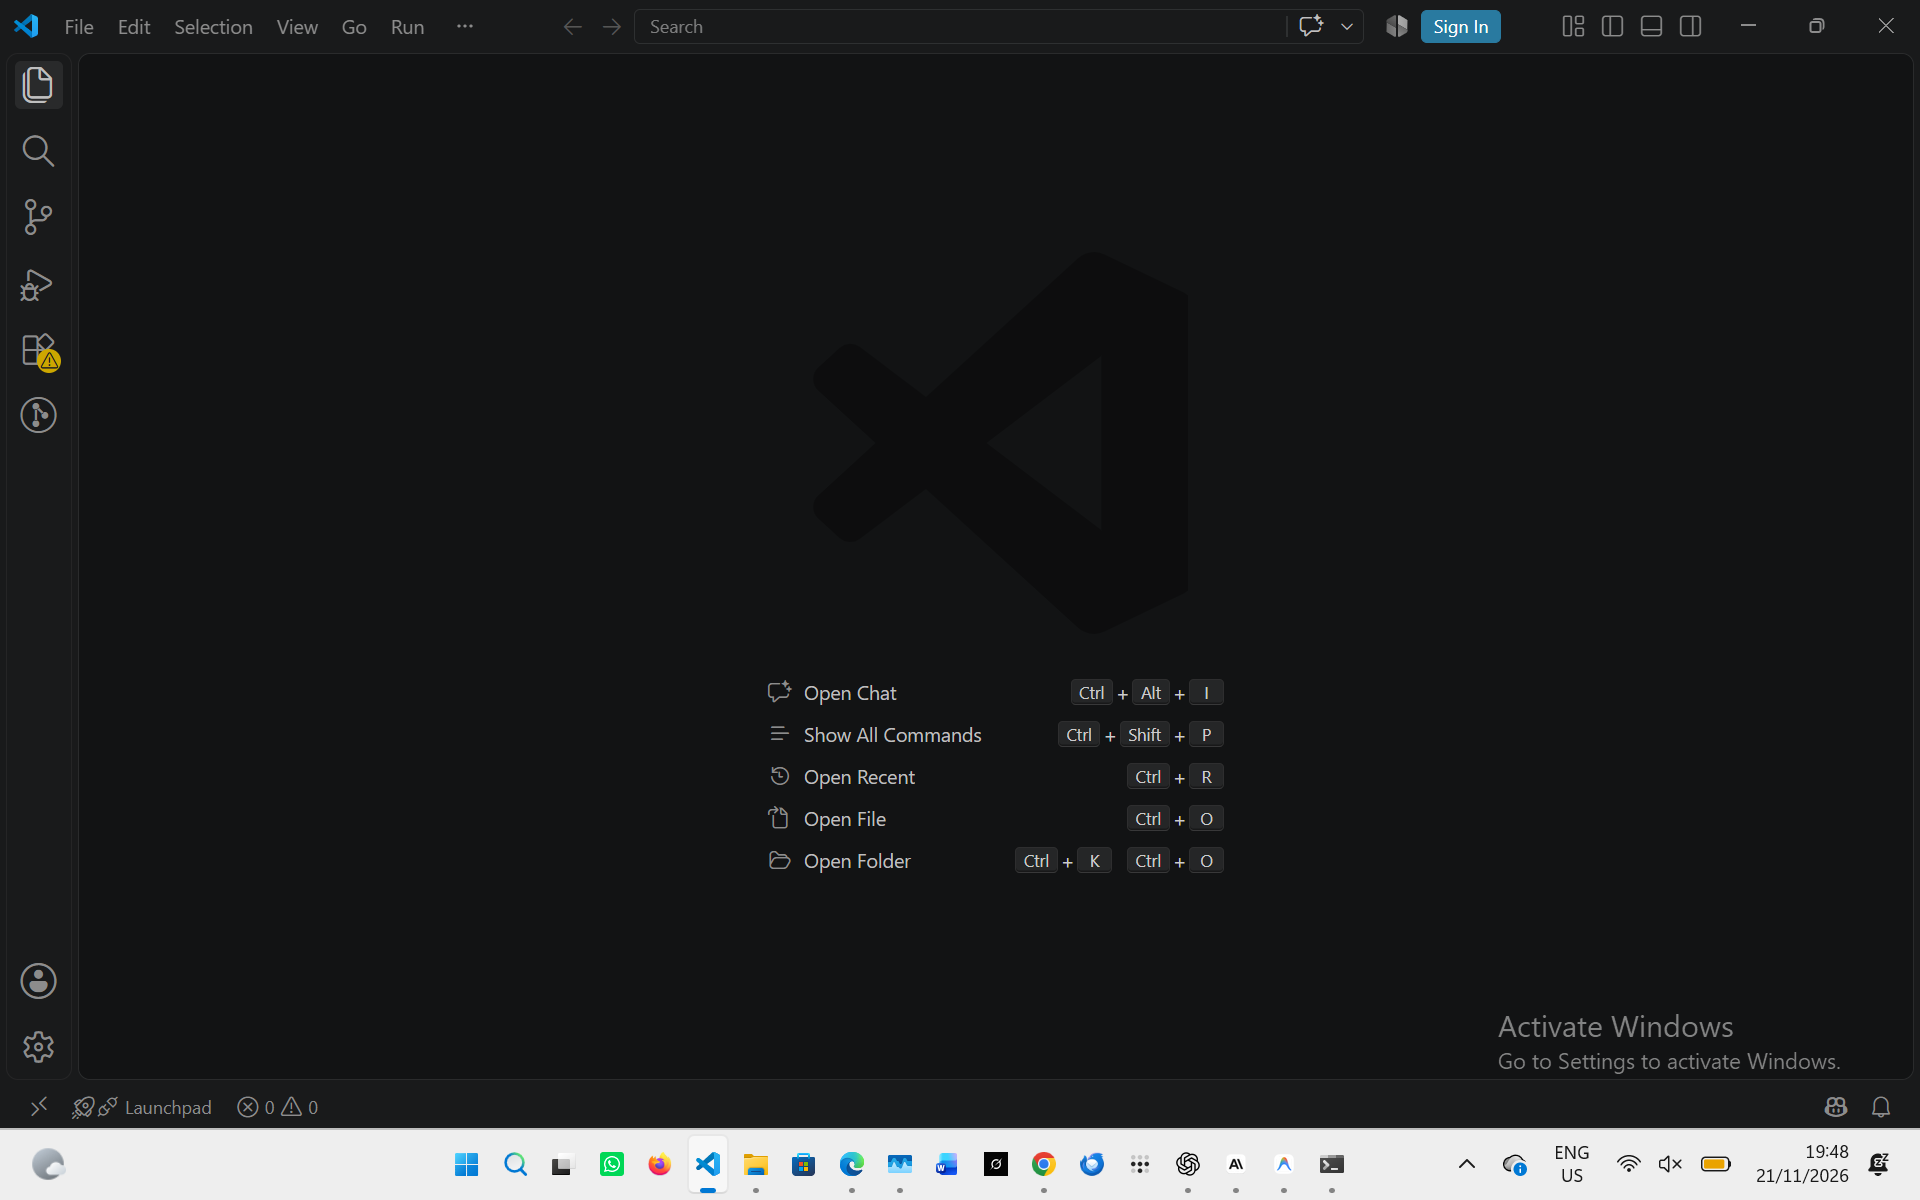 File Edit Selection View Go Run ···
Search
Sign In
Open Chat Ctrl + Alt + I
Show All Commands Ctrl + Shift + P
Open Recent Ctrl + R
Open File Ctrl + O
Open Folder Ctrl + K Ctrl + O
Activate Windows
Go to Settings to activate Windows.
Launchpad 0 0
ENG
US
19:48
21/11/2026